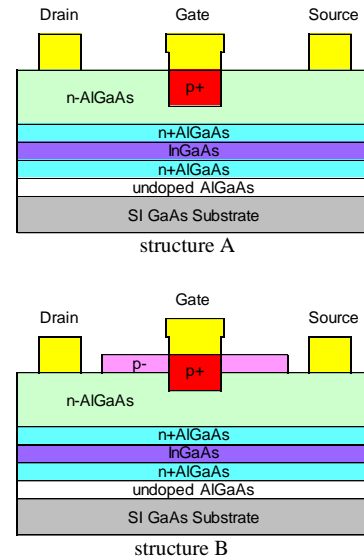 Drain Gate Source
p+
n-AlGaAs
n+AlGaAs
InGaAs
n+AlGaAs
undoped AlGaAs
SI GaAs Substrate
structure A
Gate
Drain Source
p- p+
n-AlGaAs
n+AlGaAs
InGaAs
n+AlGaAs
undoped AlGaAs
SI GaAs Substrate
structure B